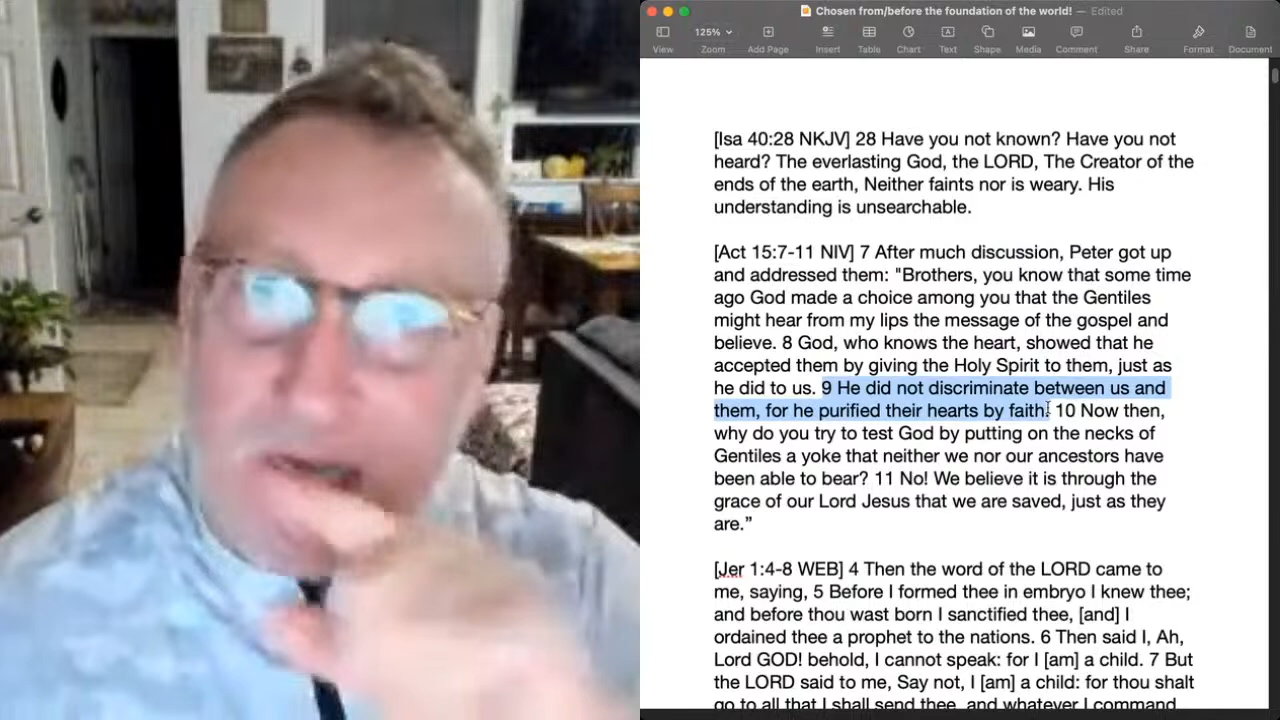 Chosen from/before the foundation of the world! — Edited
125%
View Zoom Add Page Insert Table Chart Text Shape Media Comment Share Format Document
[Isa 40:28 NKJV] 28 Have you not known? Have you not
heard? The everlasting God, the LORD, The Creator of the
ends of the earth, Neither faints nor is weary. His
understanding is unsearchable.
[Act 15:7-11 NIV] 7 After much discussion, Peter got up
and addressed them: "Brothers, you know that some time
ago God made a choice among you that the Gentiles
might hear from my lips the message of the gospel and
believe. 8 God, who knows the heart, showed that he
accepted them by giving the Holy Spirit to them, just as
he did to us. 9 He did not discriminate between us and
them, for he purified their hearts by faith. 10 Now then,
why do you try to test God by putting on the necks of
Gentiles a yoke that neither we nor our ancestors have
been able to bear? 11 No! We believe it is through the
grace of our Lord Jesus that we are saved, just as they
are.”
[Jer 1:4-8 WEB] 4 Then the word of the LORD came to
me, saying, 5 Before I formed thee in embryo I knew thee;
and before thou wast born I sanctified thee, [and] I
ordained thee a prophet to the nations. 6 Then said I, Ah,
Lord GOD! behold, I cannot speak: for I [am] a child. 7 But
the LORD said to me, Say not, I [am] a child: for thou shalt
go to all that I shall send thee, and whatever I command